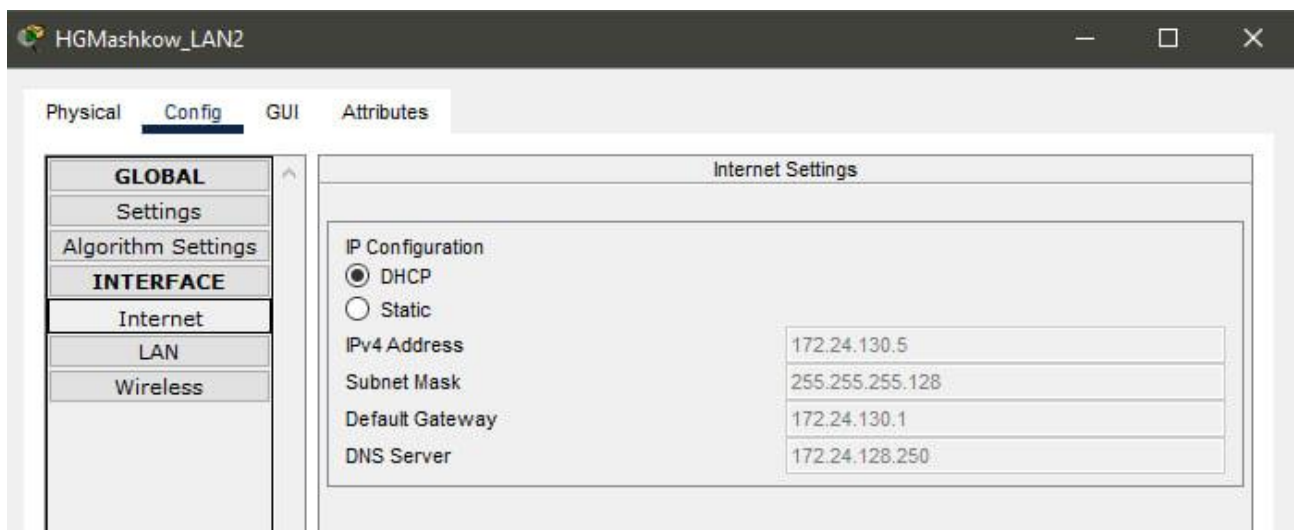 HGMashkow_LAN2
Physical Config GUI Attributes
GLOBAL
Settings
Algorithm Settings
INTERFACE
Internet
LAN
Wireless
Internet Settings
IP Configuration
DHCP
Static
IPv4 Address 172.24.130.5
Subnet Mask 255.255.255.128
Default Gateway 172.24.130.1
DNS Server 172.24.128.250